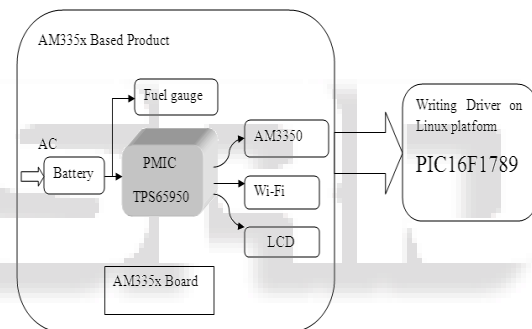 AM335x Based Product
Fuel gauge
AC
Battery
PMIC
TPS65950
AM3350
Wi-Fi
LCD
AM335x Board
Writing Driver on
Linux platform
PIC16F1789